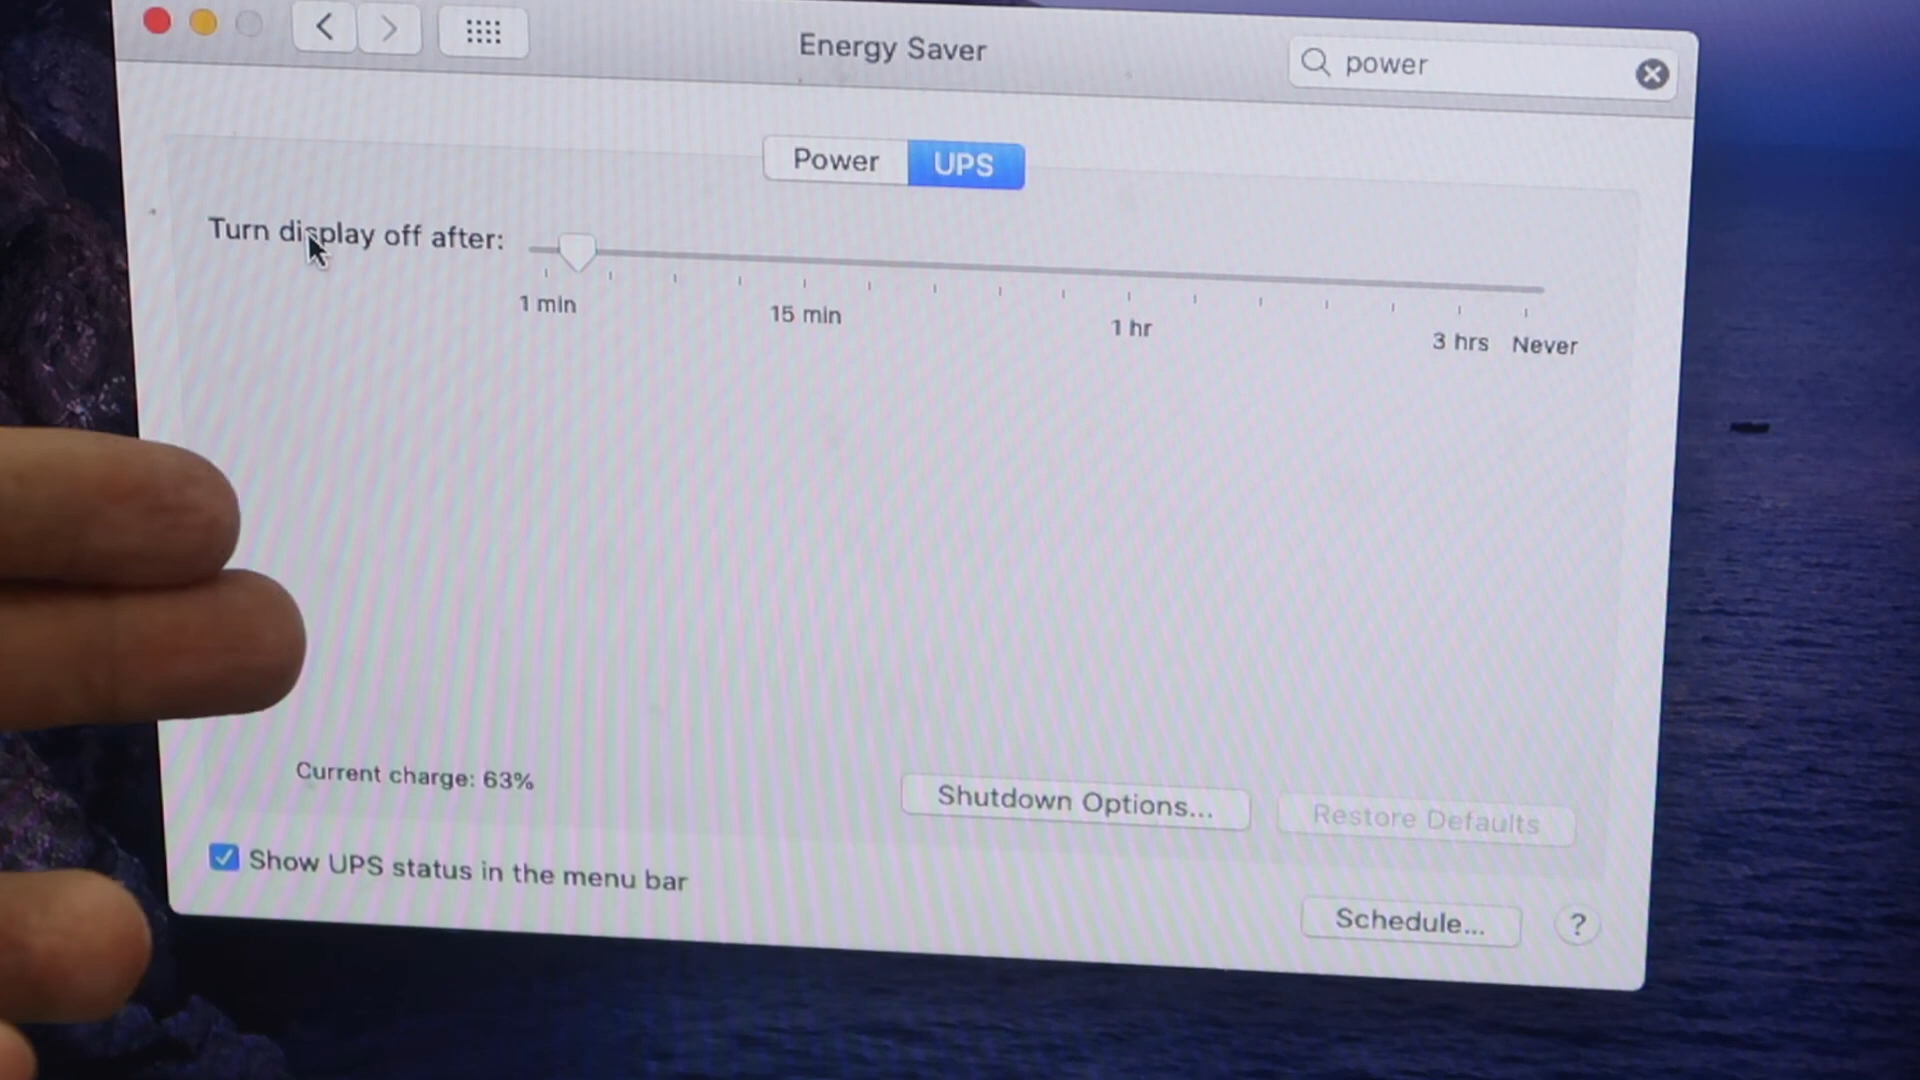 Energy Saver
power
Power
UPS
Turn display off after:
1 min
15 min
1 hr
3 hrs
Never
Current charge: 63%
Shutdown Options...
Restore Defaults
Show UPS status in the menu bar
Schedule...
?